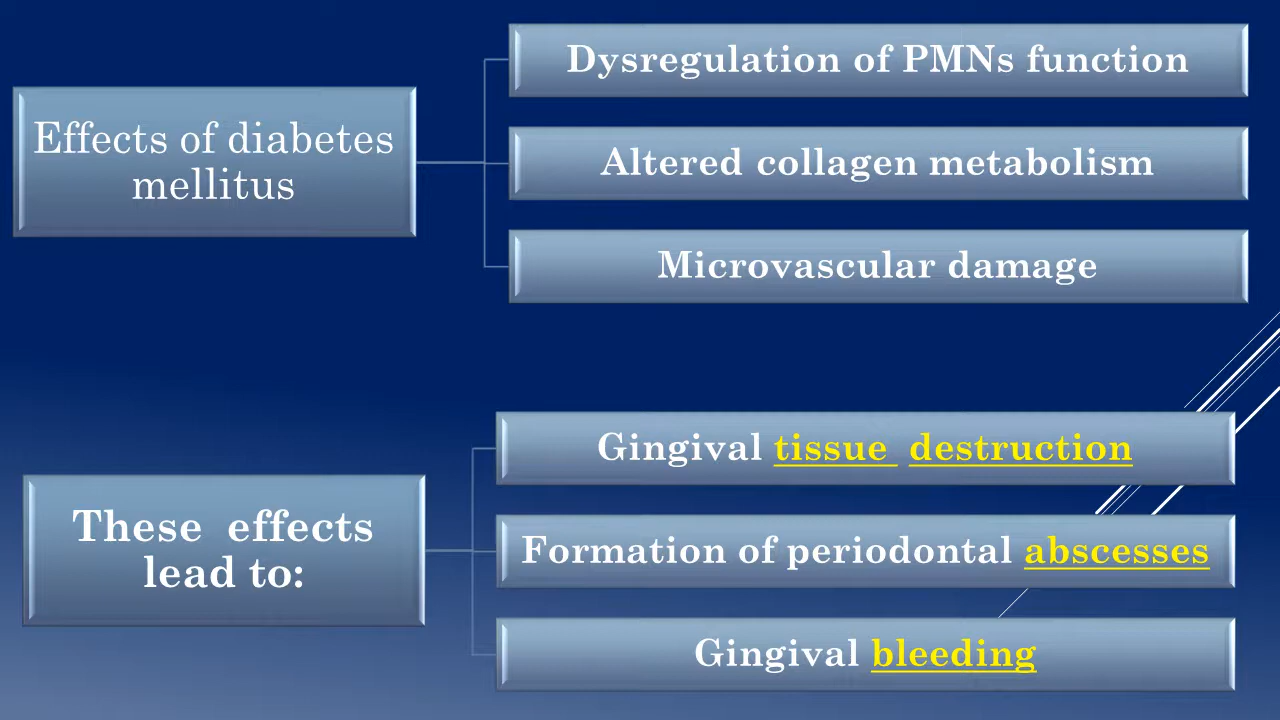 Effects of diabetes
mellitus
Dysregulation of PMNs function
Altered collagen metabolism
Microvascular damage
These effects
lead to:
Gingival tissue destruction
Formation of periodontal abscesses
Gingival bleeding